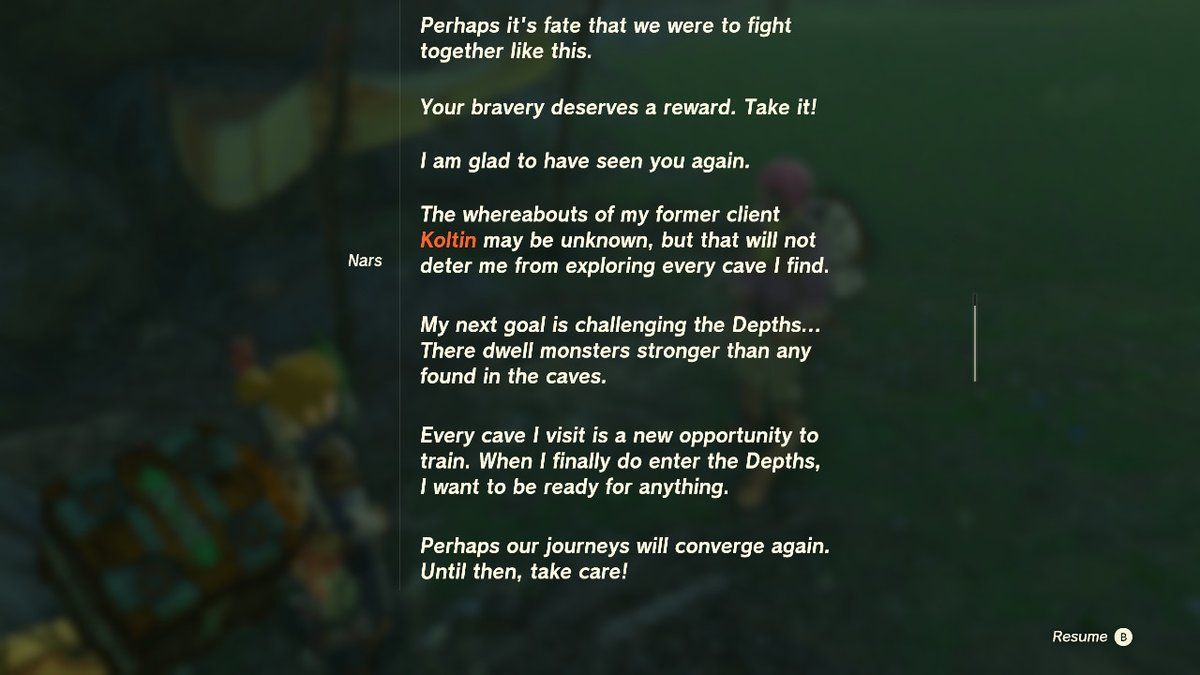 Perhaps it's fate that we were to fight
together like this.
Your bravery deserves a reward. Take it!
I am glad to have seen you again.
The whereabouts of my former client
Koltin may be unknown, but that will not
deter me from exploring every cave I find.
Nars
My next goal is challenging the Depths...
There dwell monsters stronger than any
found in the caves.
Every cave I visit is a new opportunity to
train. When I finally do enter the Depths,
I want to be ready for anything.
Perhaps our journeys will converge again.
Until then, take care!
Resume B